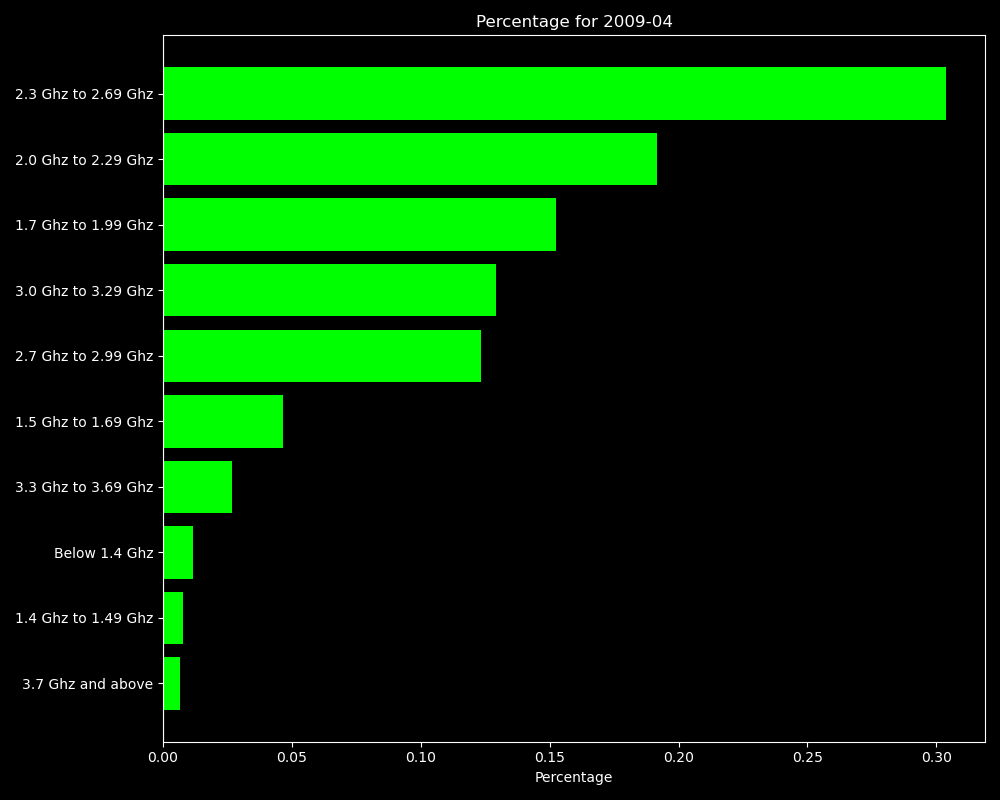 Percentage for 2009-04
2.3 Ghz to 2.69 Ghz
2.0 Ghz to 2.29 Ghz
1.7 Ghz to 1.99 Ghz
3.0 Ghz to 3.29 Ghz
2.7 Ghz to 2.99 Ghz
1.5 Ghz to 1.69 Ghz
3.3 Ghz to 3.69 Ghz
Below 1.4 Ghz
1.4 Ghz to 1.49 Ghz
3.7 Ghz and above
0.00 0.05 0.10 0.15 0.20 0.25 0.30
Percentage